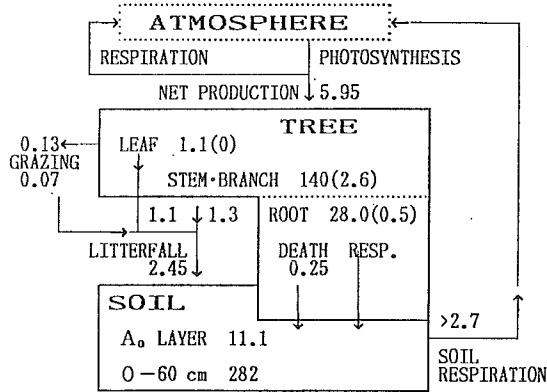 ATMOSPHERE
RESPIRATION PHOTOSYNTHESIS
NET PRODUCTION 5.95
TREE
0.13 LEAF 1.1(0)
GRAZING
0.07 STEM·BRANCH 140(2.6)
1.1 1.3 ROOT 28.0(0.5)
LITTERFALL DEATH RESP.
2.45 0.25
SOIL
>2.7
A₀ LAYER 11.1
SOIL
0-60 cm 282 RESPIRATION